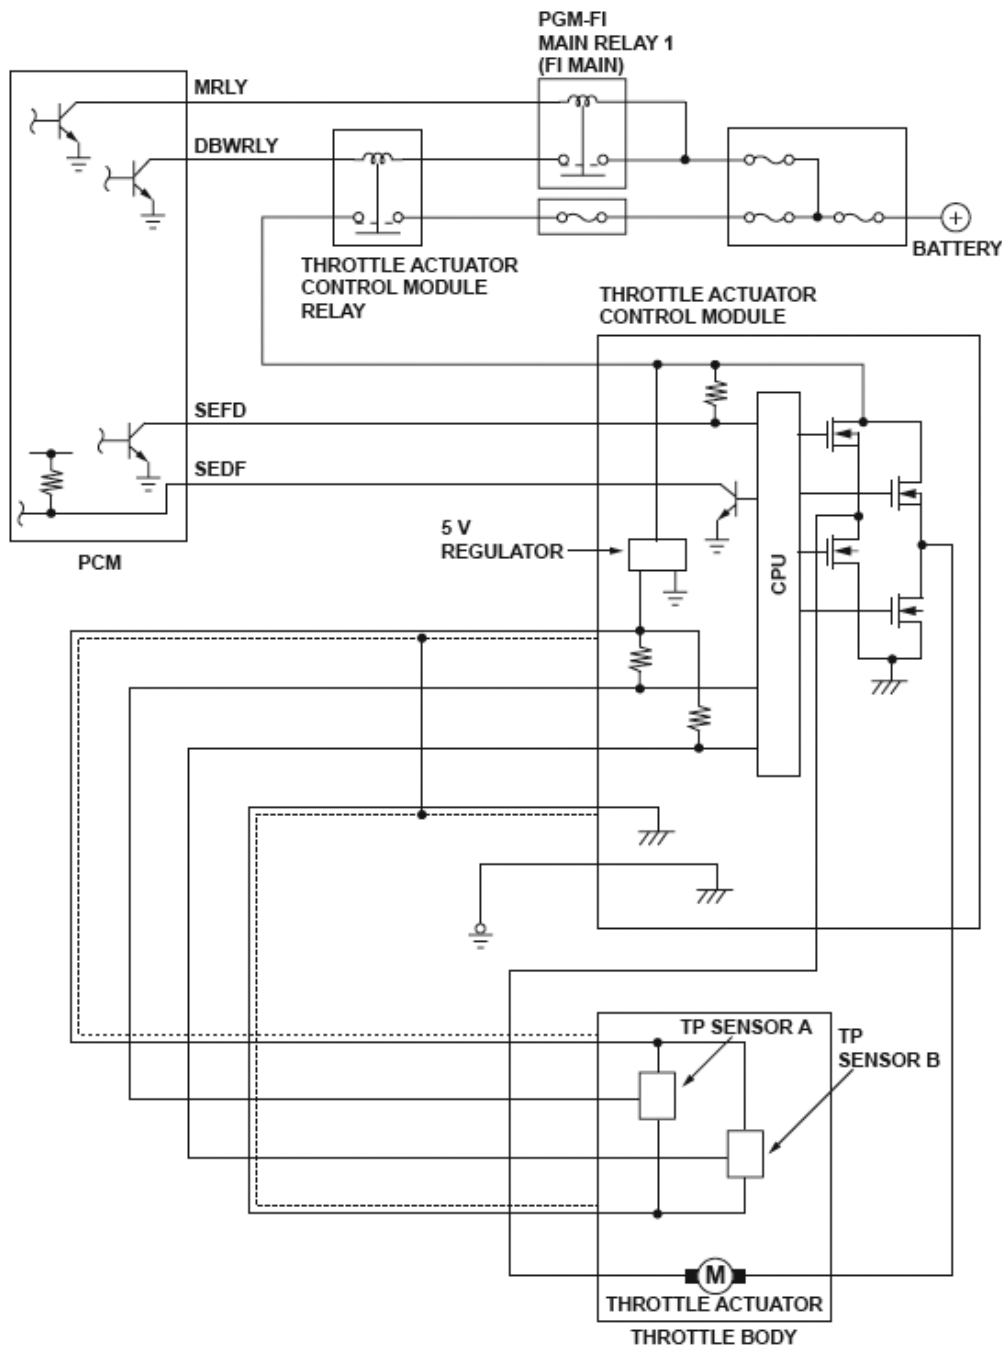 PGM-FI
MAIN RELAY 1
(FI MAIN)
MRLY
DBWRLY
+
BATTERY
THROTTLE ACTUATOR
CONTROL MODULE
RELAY
THROTTLE ACTUATOR
CONTROL MODULE
SEFD
SEDF
5 V
REGULATOR
PCM
CPU
TP SENSOR A
TP
SENSOR B
M
THROTTLE ACTUATOR
THROTTLE BODY